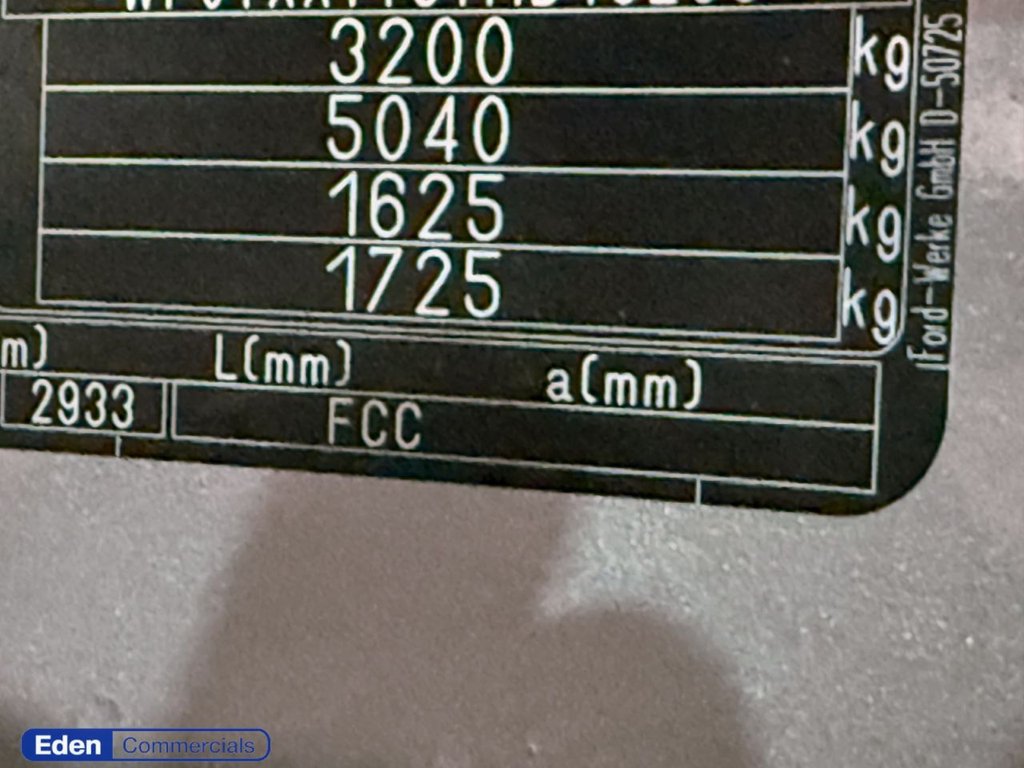 3200 kg
5040 kg
1625 kg
1725 kg
m) L(mm) a(mm)
2933 FCC
Ford-Werke GmbH D-50725
Eden Commercials